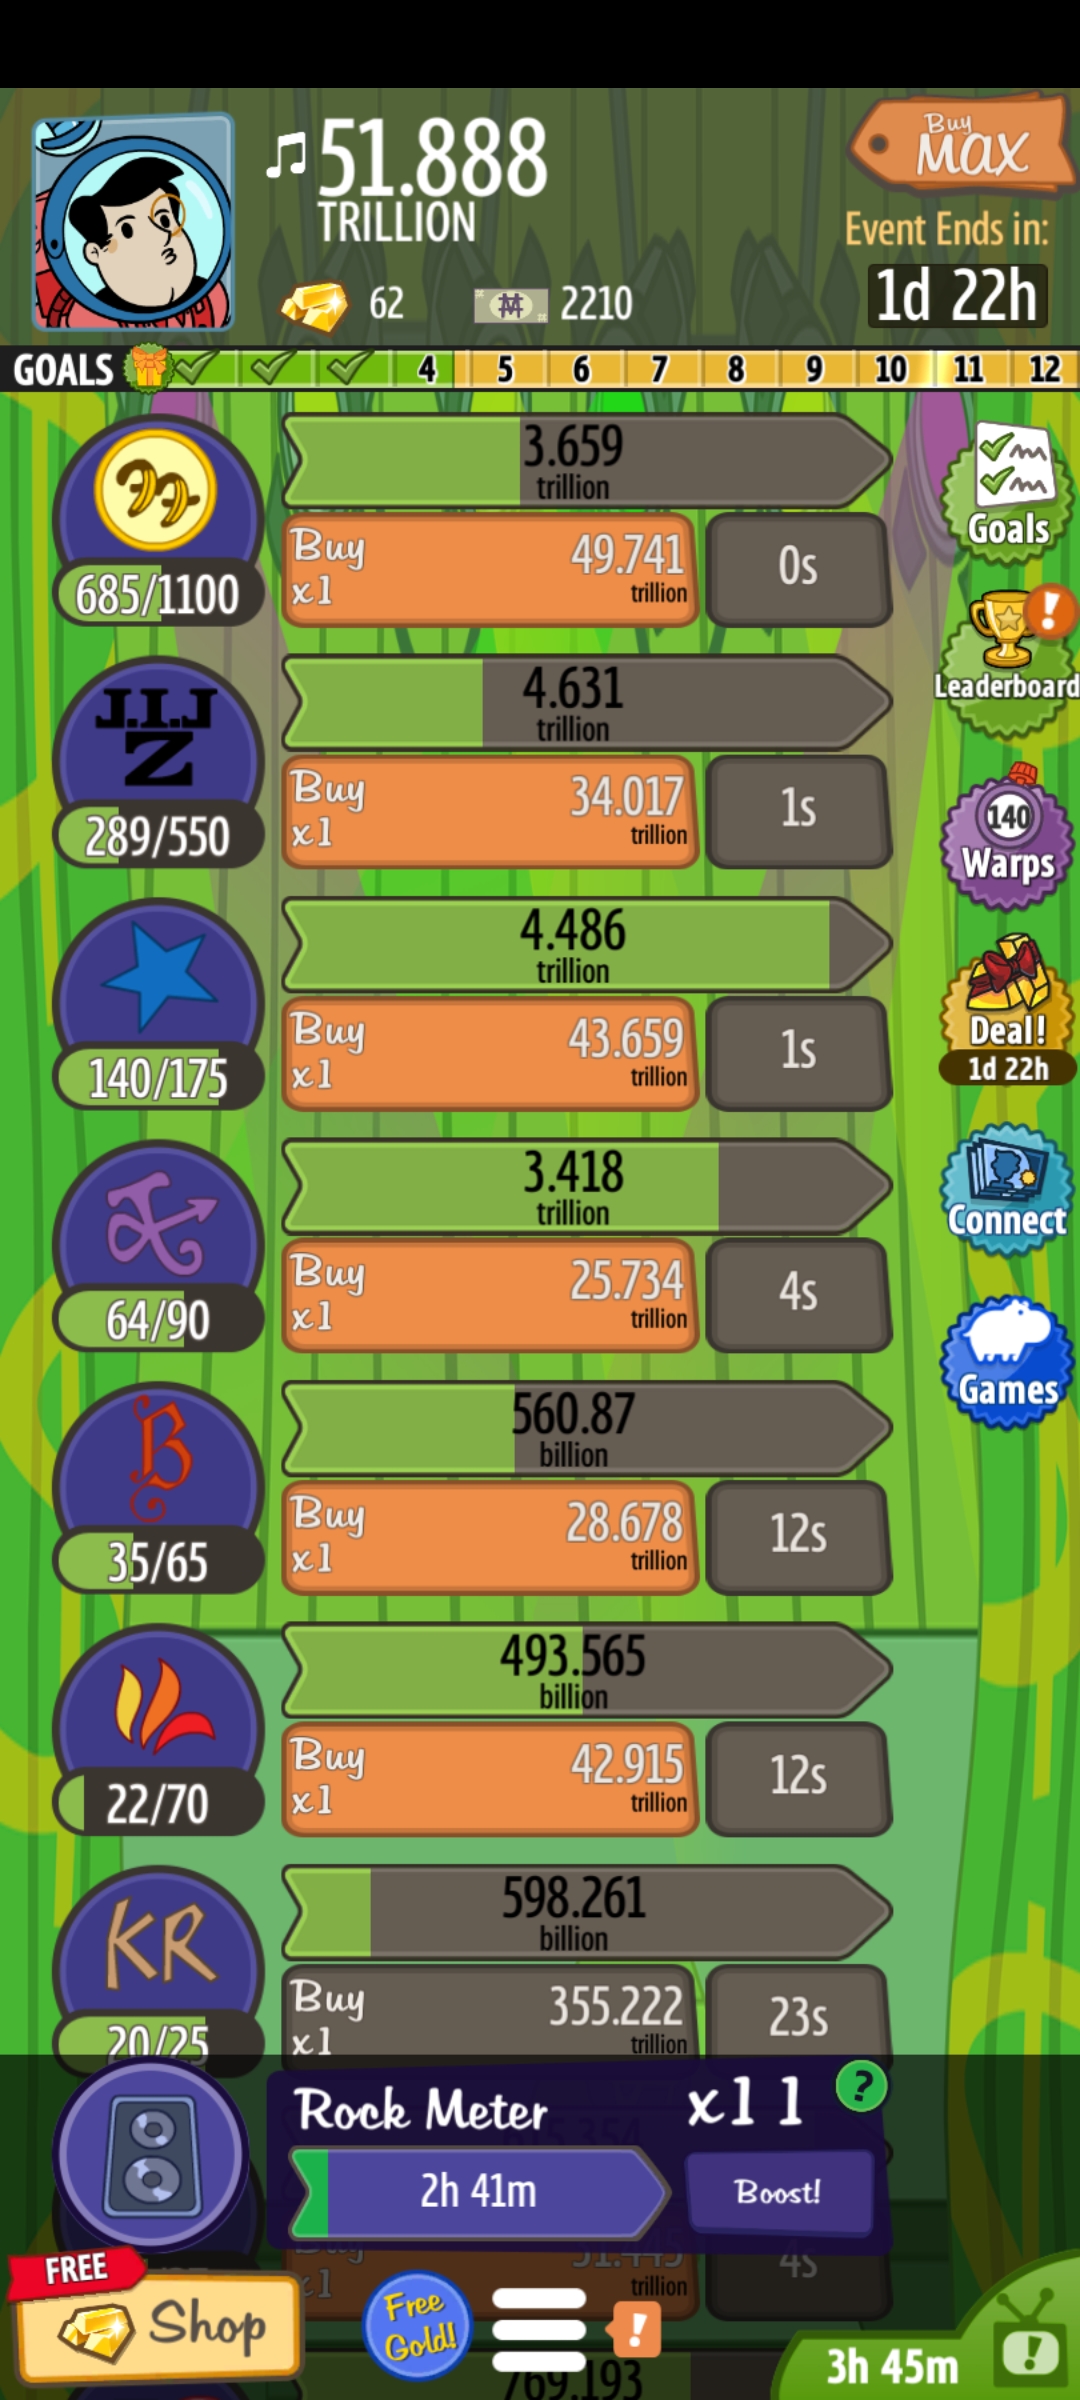 51.888
TRILLION
62
2210
Buy
MAX
Event Ends in:
1d 22h
GOALS
4
5
6
7
8
9
10
11
12
3.659
trillion
685/1100
Buy
x1
49.741
trillion
0s
Goals
J.I.J
Z
4.631
trillion
289/550
Buy
x1
34.017
trillion
1s
Leaderboard
4.486
trillion
140/175
Buy
x1
43.659
trillion
1s
140
Warps
Deal!
1d 22h
3.418
trillion
64/90
Buy
x1
25.734
trillion
4s
Connect
Games
B
560.87
billion
35/65
Buy
x1
28.678
trillion
12s
493.565
billion
22/70
Buy
x1
42.915
trillion
12s
KR
598.261
billion
20/25
Buy
x1
355.222
trillion
23s
Rock Meter
x11
?
2h 41m
Boost!
Buy
x1
51.445
trillion
4s
FREE
Shop
Free
Gold!
!
769.193
3h 45m
!